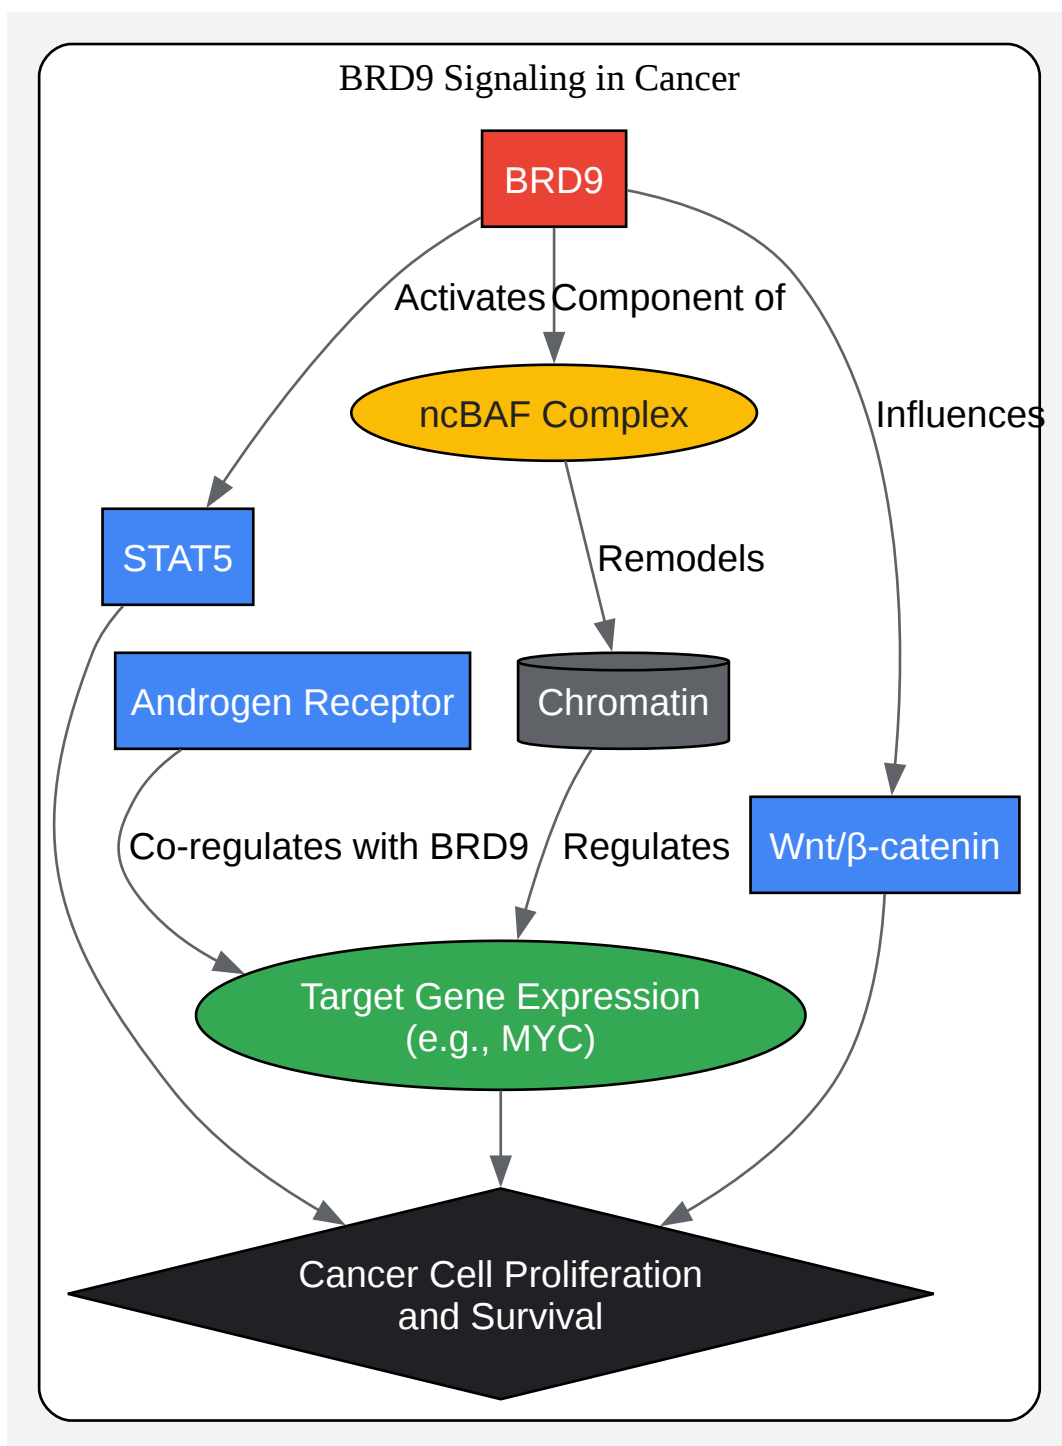 BRD9 Signaling in Cancer
BRD9
Activates
Component of
ncBAF Complex
Influences
STAT5
Remodels
Androgen Receptor
Chromatin
Co-regulates with BRD9
Regulates
Wnt/β-catenin
Target Gene Expression
(e.g., MYC)
Cancer Cell Proliferation
and Survival